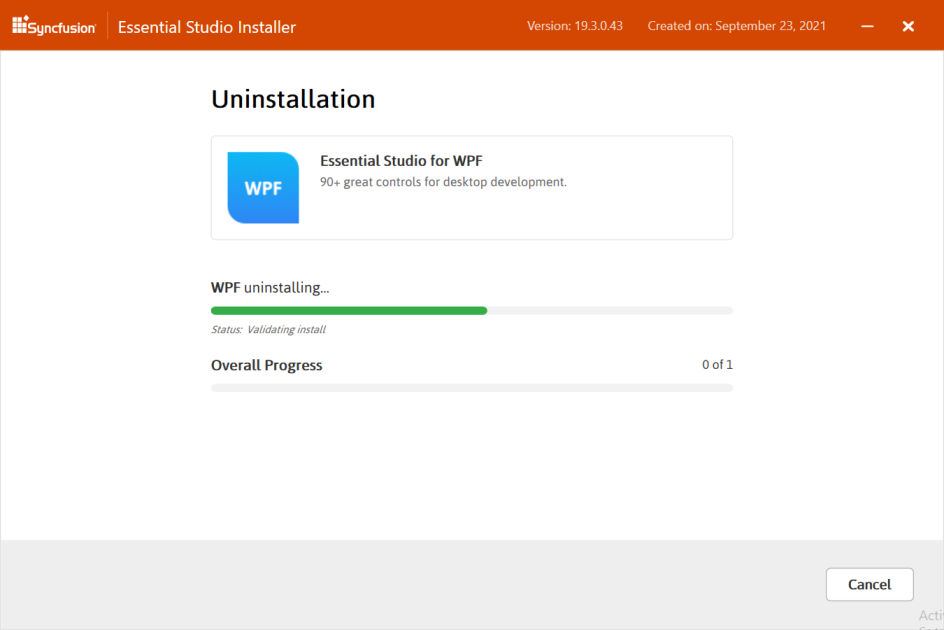 Syncfusion Essential Studio Installer Version: 19.3.0.43 Created on: September 23, 2021
Uninstallation
WPF
Essential Studio for WPF
90+ great controls for desktop development.
WPF uninstalling...
Status: Validating install
Overall Progress 0 of 1
Cancel